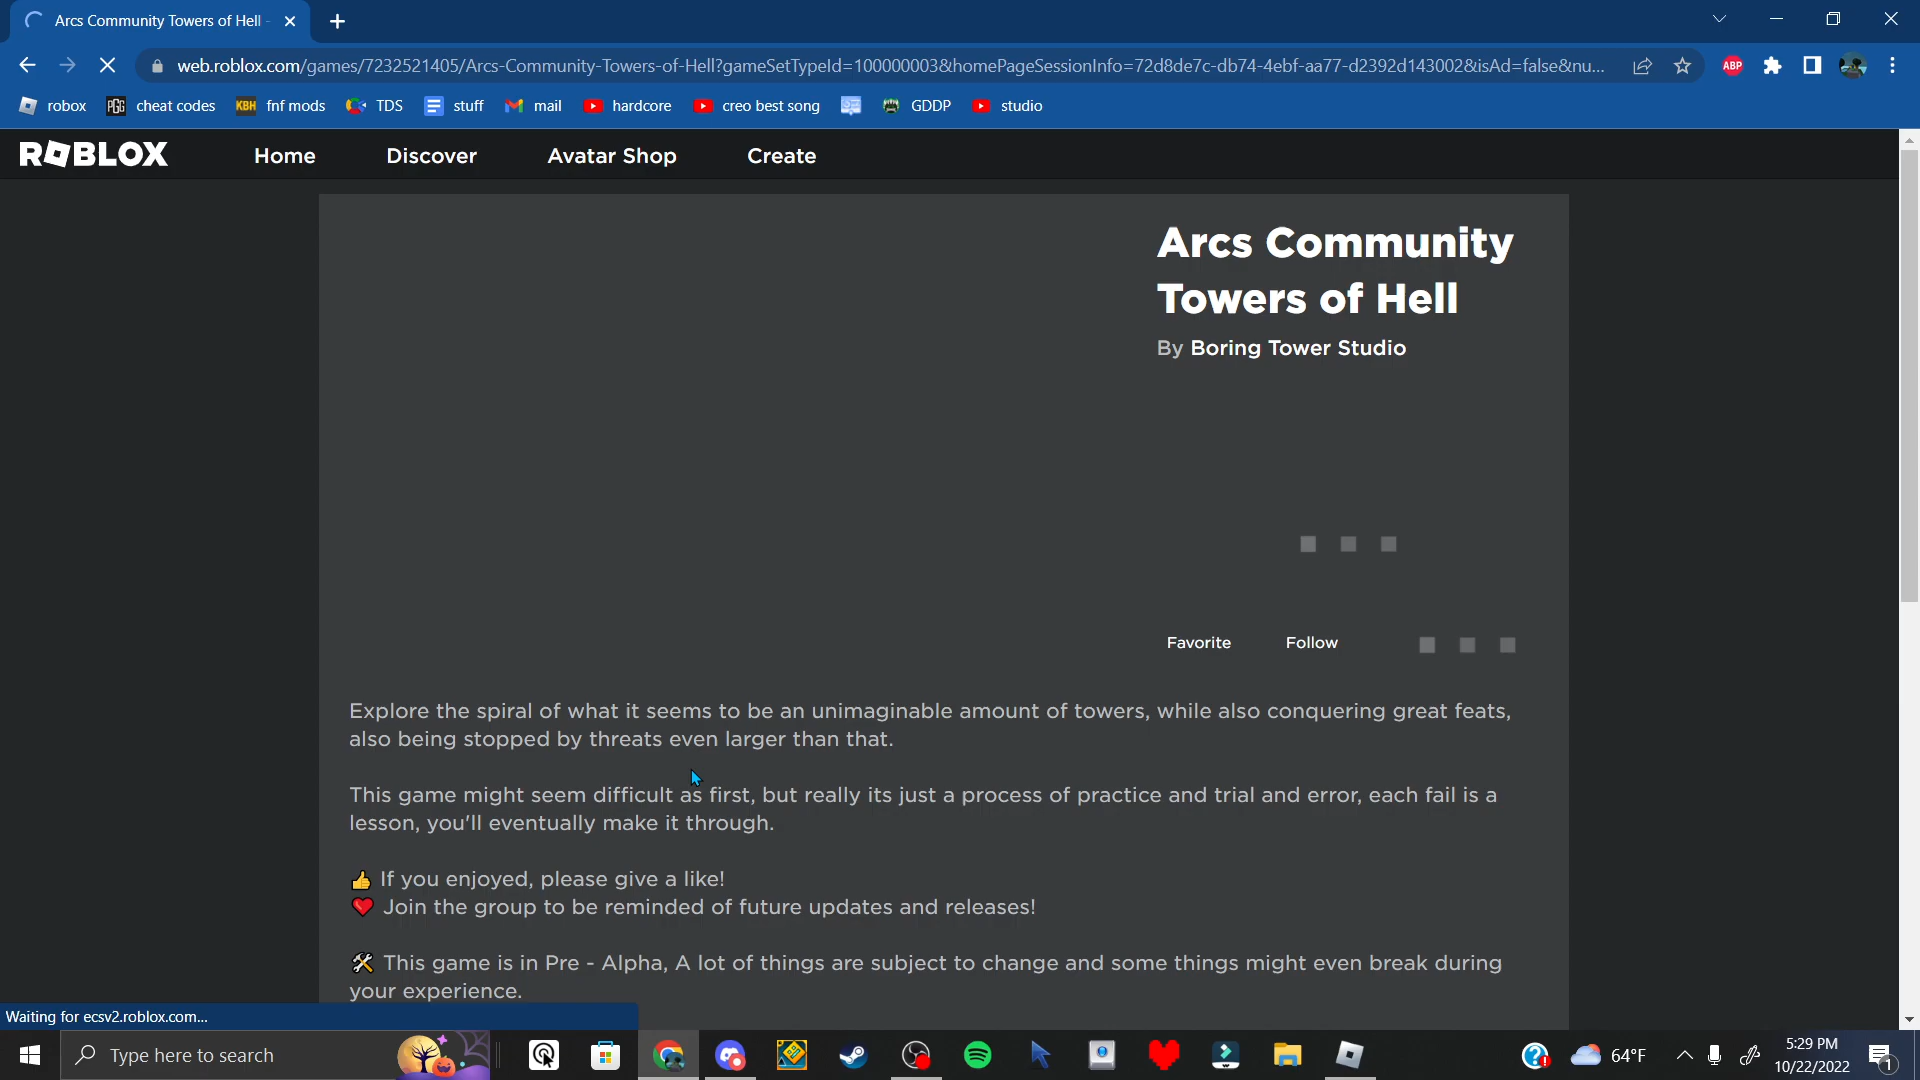 Arcs Community Towers of Hell -
web.roblox.com/games/7232521405/Arcs-Community-Towers-of-Hell?gameSetTypeId=100000003&homePageSessionInfo=72d8de7c-db74-4ebf-aa77-d2392d143002&isAd=false&nu...
ABP
robox
PGG
cheat codes
KBH
fnf mods
TDS
stuff
mail
hardcore
creo best song
GDDP
studio
ROBLOX
Home
Discover
Avatar Shop
Create
Arcs Community
Towers of Hell
By Boring Tower Studio
Favorite
Follow
Explore the spiral of what it seems to be an unimaginable amount of towers, while also conquering great feats,
also being stopped by threats even larger than that.
This game might seem difficult as first, but really its just a process of practice and trial and error, each fail is a
lesson, you'll eventually make it through.
👍 If you enjoyed, please give a like!
❤️ Join the group to be reminded of future updates and releases!
🛠️ This game is in Pre - Alpha, A lot of things are subject to change and some things might even break during
your experience.
Waiting for ecsv2.roblox.com...
Type here to search
64°F
5:29 PM
10/22/2022
1